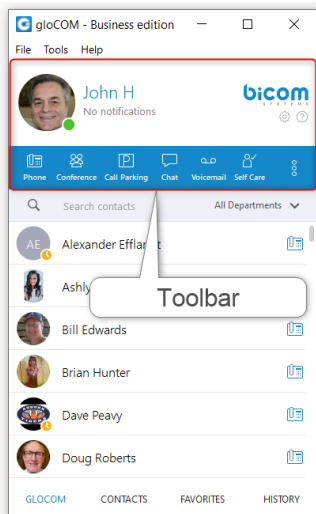 gloCOM - Business edition
File Tools Help
John H
No notifications
bicom
SYSTEMS
Phone Conference Call Parking Chat Voicemail Self Care
Search contacts All Departments
AE Alexander
Toolbar
Bill Edwards
Brian Hunter
Dave Peavy
Doug Roberts
GLOCOM CONTACTS FAVORITES HISTORY